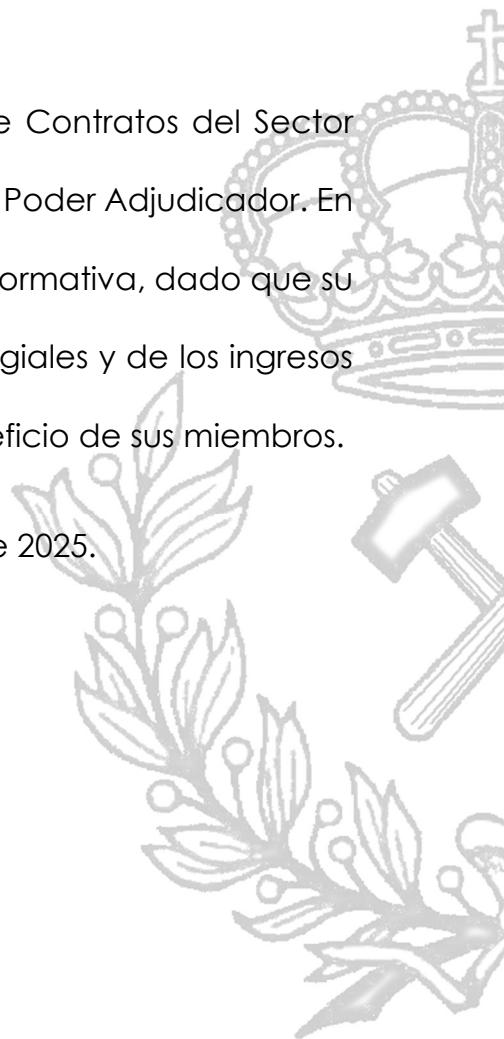 e Contratos del Sector
Poder Adjudicador. En
ormativa, dado que su
giales y de los ingresos
eficio de sus miembros.
e 2025.